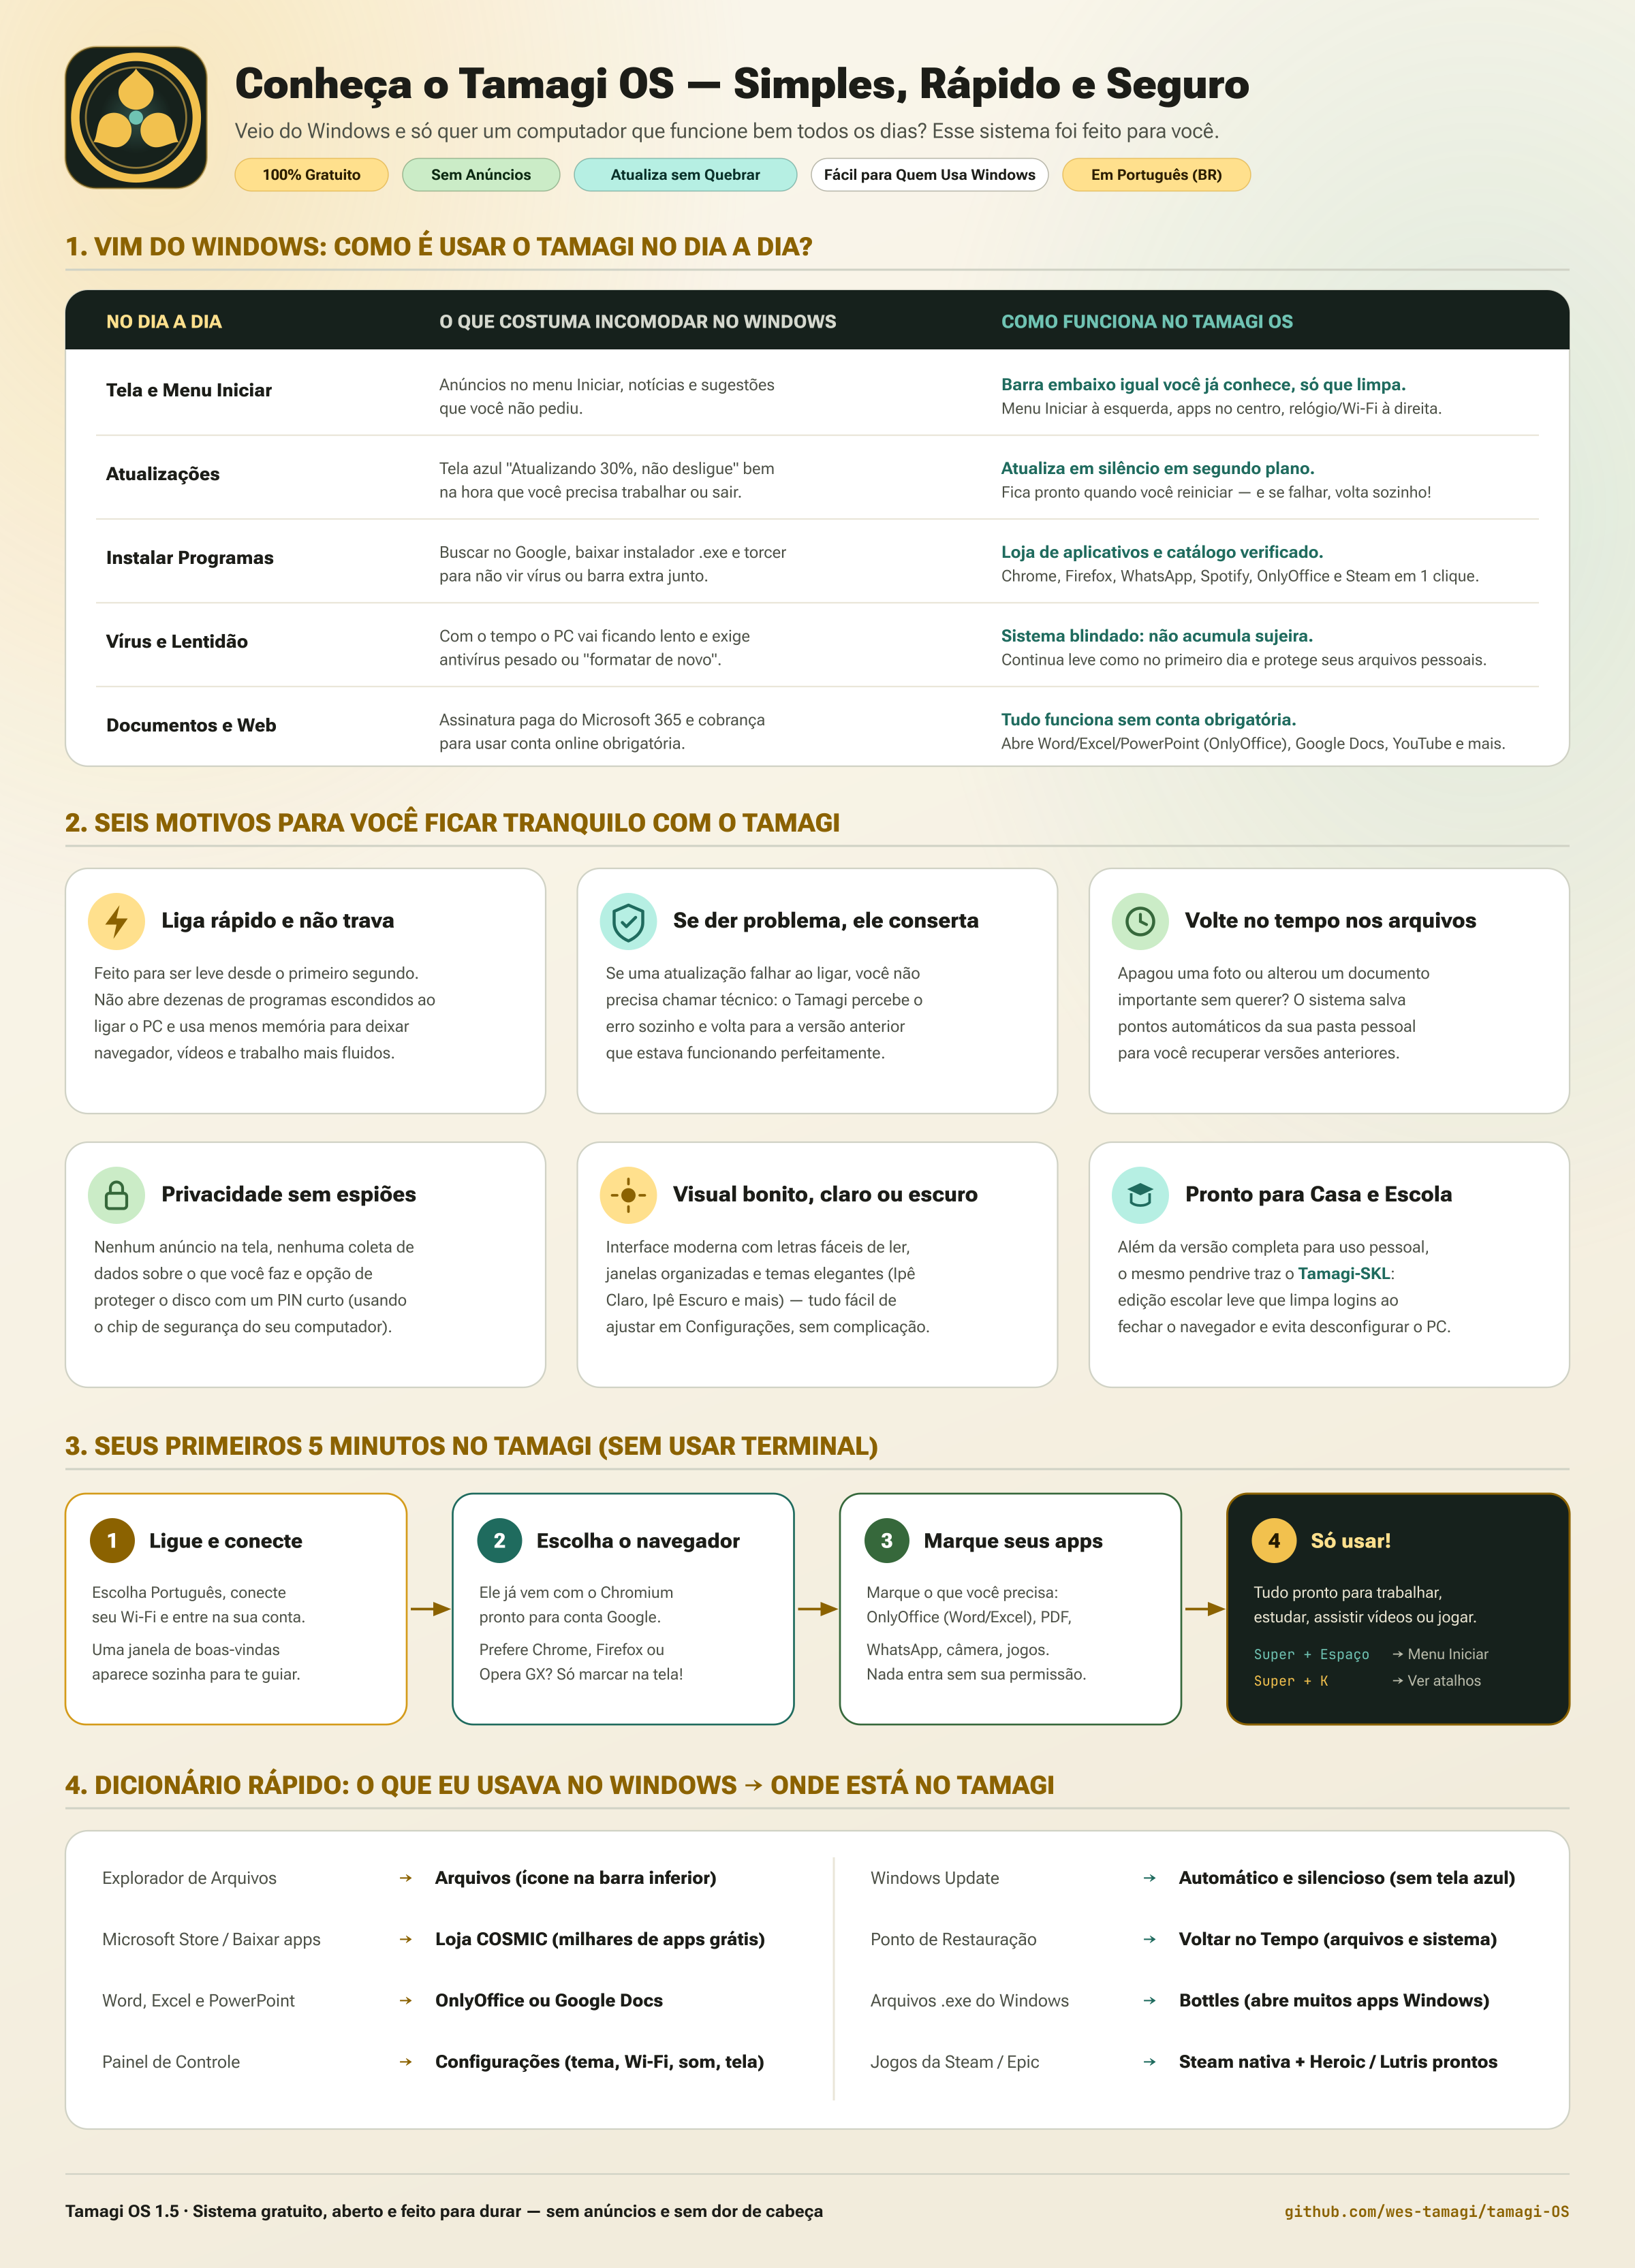 Conheça o Tamagi OS — Simples, Rápido e Seguro
Veio do Windows e só quer um computador que funcione bem todos os dias? Esse sistema foi feito para você.
100% Gratuito
Sem Anúncios
Atualiza sem Quebrar
Fácil para Quem Usa Windows
Em Português (BR)
1. VIM DO WINDOWS: COMO É USAR O TAMAGI NO DIA A DIA?
NO DIA A DIA
O QUE COSTUMA INCOMODAR NO WINDOWS
COMO FUNCIONA NO TAMAGI OS
Tela e Menu Iniciar
Anúncios no menu Iniciar, notícias e sugestões
que você não pediu.
Barra embaixo igual você já conhece, só que limpa.
Menu Iniciar à esquerda, apps no centro, relógio/Wi-Fi à direita.
Atualizações
Tela azul "Atualizando 30%, não desligue" bem
na hora que você precisa trabalhar ou sair.
Atualiza em silêncio em segundo plano.
Fica pronto quando você reiniciar — e se falhar, volta sozinho!
Instalar Programas
Buscar no Google, baixar instalador .exe e torcer
para não vir vírus ou barra extra junto.
Loja de aplicativos e catálogo verificado.
Chrome, Firefox, WhatsApp, Spotify, OnlyOffice e Steam em 1 clique.
Vírus e Lentidão
Com o tempo o PC vai ficando lento e exige
antivírus pesado ou "formatar de novo".
Sistema blindado: não acumula sujeira.
Continua leve como no primeiro dia e protege seus arquivos pessoais.
Documentos e Web
Assinatura paga do Microsoft 365 e cobrança
para usar conta online obrigatória.
Tudo funciona sem conta obrigatória.
Abre Word/Excel/PowerPoint (OnlyOffice), Google Docs, YouTube e mais.
2. SEIS MOTIVOS PARA VOCÊ FICAR TRANQUILO COM O TAMAGI
Liga rápido e não trava
Feito para ser leve desde o primeiro segundo.
Não abre dezenas de programas escondidos ao
ligar o PC e usa menos memória para deixar
navegador, vídeos e trabalho mais fluidos.
Se der problema, ele conserta
Se uma atualização falhar ao ligar, você não
precisa chamar técnico: o Tamagi percebe o
erro sozinho e volta para a versão anterior
que estava funcionando perfeitamente.
Volte no tempo nos arquivos
Apagou uma foto ou alterou um documento
importante sem querer? O sistema salva
pontos automáticos da sua pasta pessoal
para você recuperar versões anteriores.
Privacidade sem espiões
Nenhum anúncio na tela, nenhuma coleta de
dados sobre o que você faz e opção de
proteger o disco com um PIN curto (usando
o chip de segurança do seu computador).
Visual bonito, claro ou escuro
Interface moderna com letras fáceis de ler,
janelas organizadas e temas elegantes (Ipê
Claro, Ipê Escuro e mais) — tudo fácil de
ajustar em Configurações, sem complicação.
Pronto para Casa e Escola
Além da versão completa para uso pessoal,
o mesmo pendrive traz o Tamagi-SKL:
edição escolar leve que limpa logins ao
fechar o navegador e evita desconfigurar o PC.
3. SEUS PRIMEIROS 5 MINUTOS NO TAMAGI (SEM USAR TERMINAL)
1 Ligue e conecte
Escolha Português, conecte
seu Wi-Fi e entre na sua conta.
Uma janela de boas-vindas
aparece sozinha para te guiar.
2 Escolha o navegador
Ele já vem com o Chromium
pronto para conta Google.
Prefere Chrome, Firefox ou
Opera GX? Só marcar na tela!
3 Marque seus apps
Marque o que você precisa:
OnlyOffice (Word/Excel), PDF,
WhatsApp, câmera, jogos.
Nada entra sem sua permissão.
4 Só usar!
Tudo pronto para trabalhar,
estudar, assistir vídeos ou jogar.
Super + Espaço → Menu Iniciar
Super + K → Ver atalhos
4. DICIONÁRIO RÁPIDO: O QUE EU USAVA NO WINDOWS → ONDE ESTÁ NO TAMAGI
Explorador de Arquivos → Arquivos (ícone na barra inferior)
Microsoft Store / Baixar apps → Loja COSMIC (milhares de apps grátis)
Word, Excel e PowerPoint → OnlyOffice ou Google Docs
Painel de Controle → Configurações (tema, Wi-Fi, som, tela)
Windows Update → Automático e silencioso (sem tela azul)
Ponto de Restauração → Voltar no Tempo (arquivos e sistema)
Arquivos .exe do Windows → Bottles (abre muitos apps Windows)
Jogos da Steam / Epic → Steam nativa + Heroic / Lutris prontos
Tamagi OS 1.5 · Sistema gratuito, aberto e feito para durar — sem anúncios e sem dor de cabeça
github.com/wes-tamagi/tamagi-OS